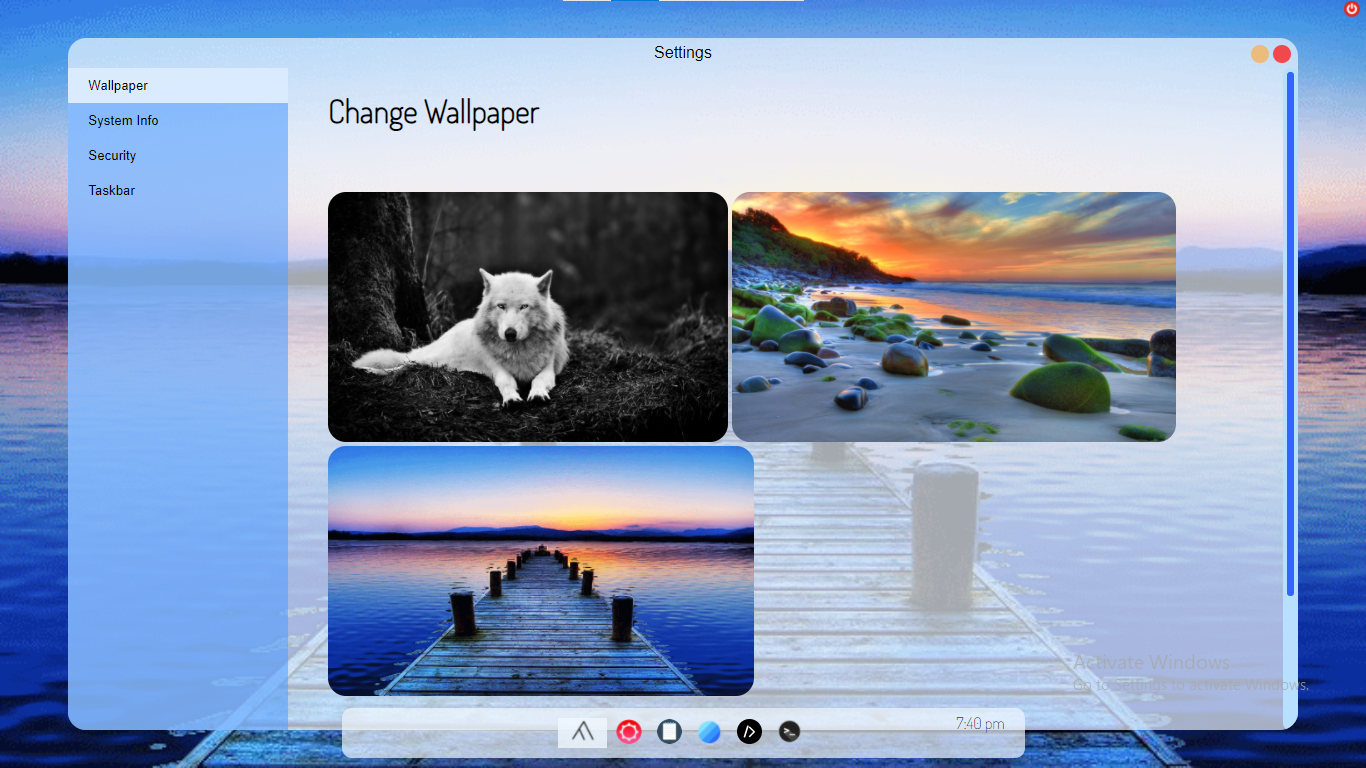 Settings
Wallpaper
System Info
Security
Taskbar
Change Wallpaper
Activate Windows
Go to Settings to activate Windows.
7:40 pm